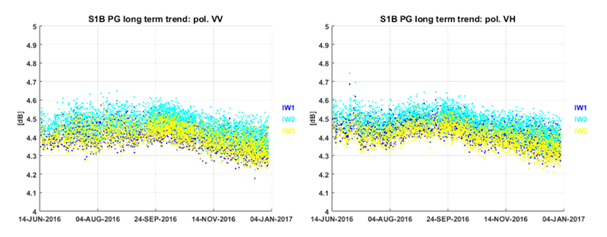 S1B PG long term trend: pol. VV
5
4.9
4.8
4.7
4.6
4.5
4.4
4.3
4.2
4.1
4
[dB]
IW1
IW2
IW3
14-JUN-2016 04-AUG-2016 24-SEP-2016 14-NOV-2016 04-JAN-2017
S1B PG long term trend: pol. VH
5
4.9
4.8
4.7
4.6
4.5
4.4
4.3
4.2
4.1
4
[dB]
IW1
IW2
IW3
14-JUN-2016 04-AUG-2016 24-SEP-2016 14-NOV-2016 04-JAN-2017